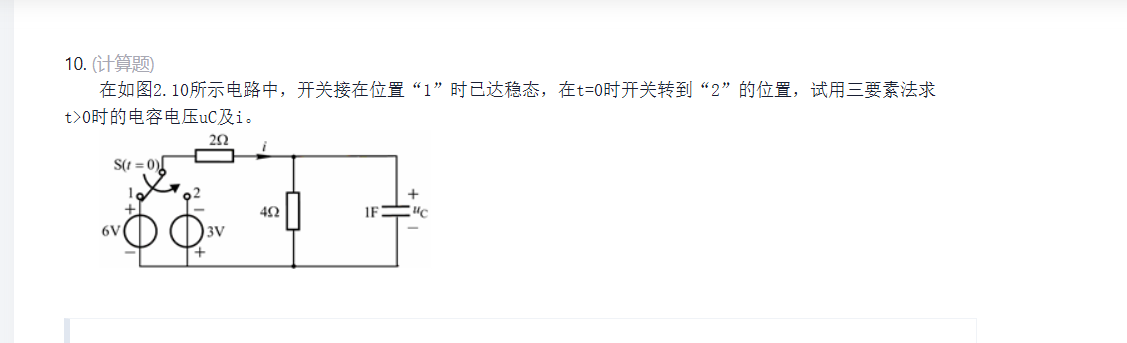 10. (计算题)
在如图2.10所示电路中，开关接在位置“1”时已达稳态，在t=0时开关转到“2”的位置，试用三要素法求
t>0时的电容电压uC及i。
2Ω
i
S(t = 0)
1
2
+
−
+
4Ω
1F
uC
6V
3V
−
−
+